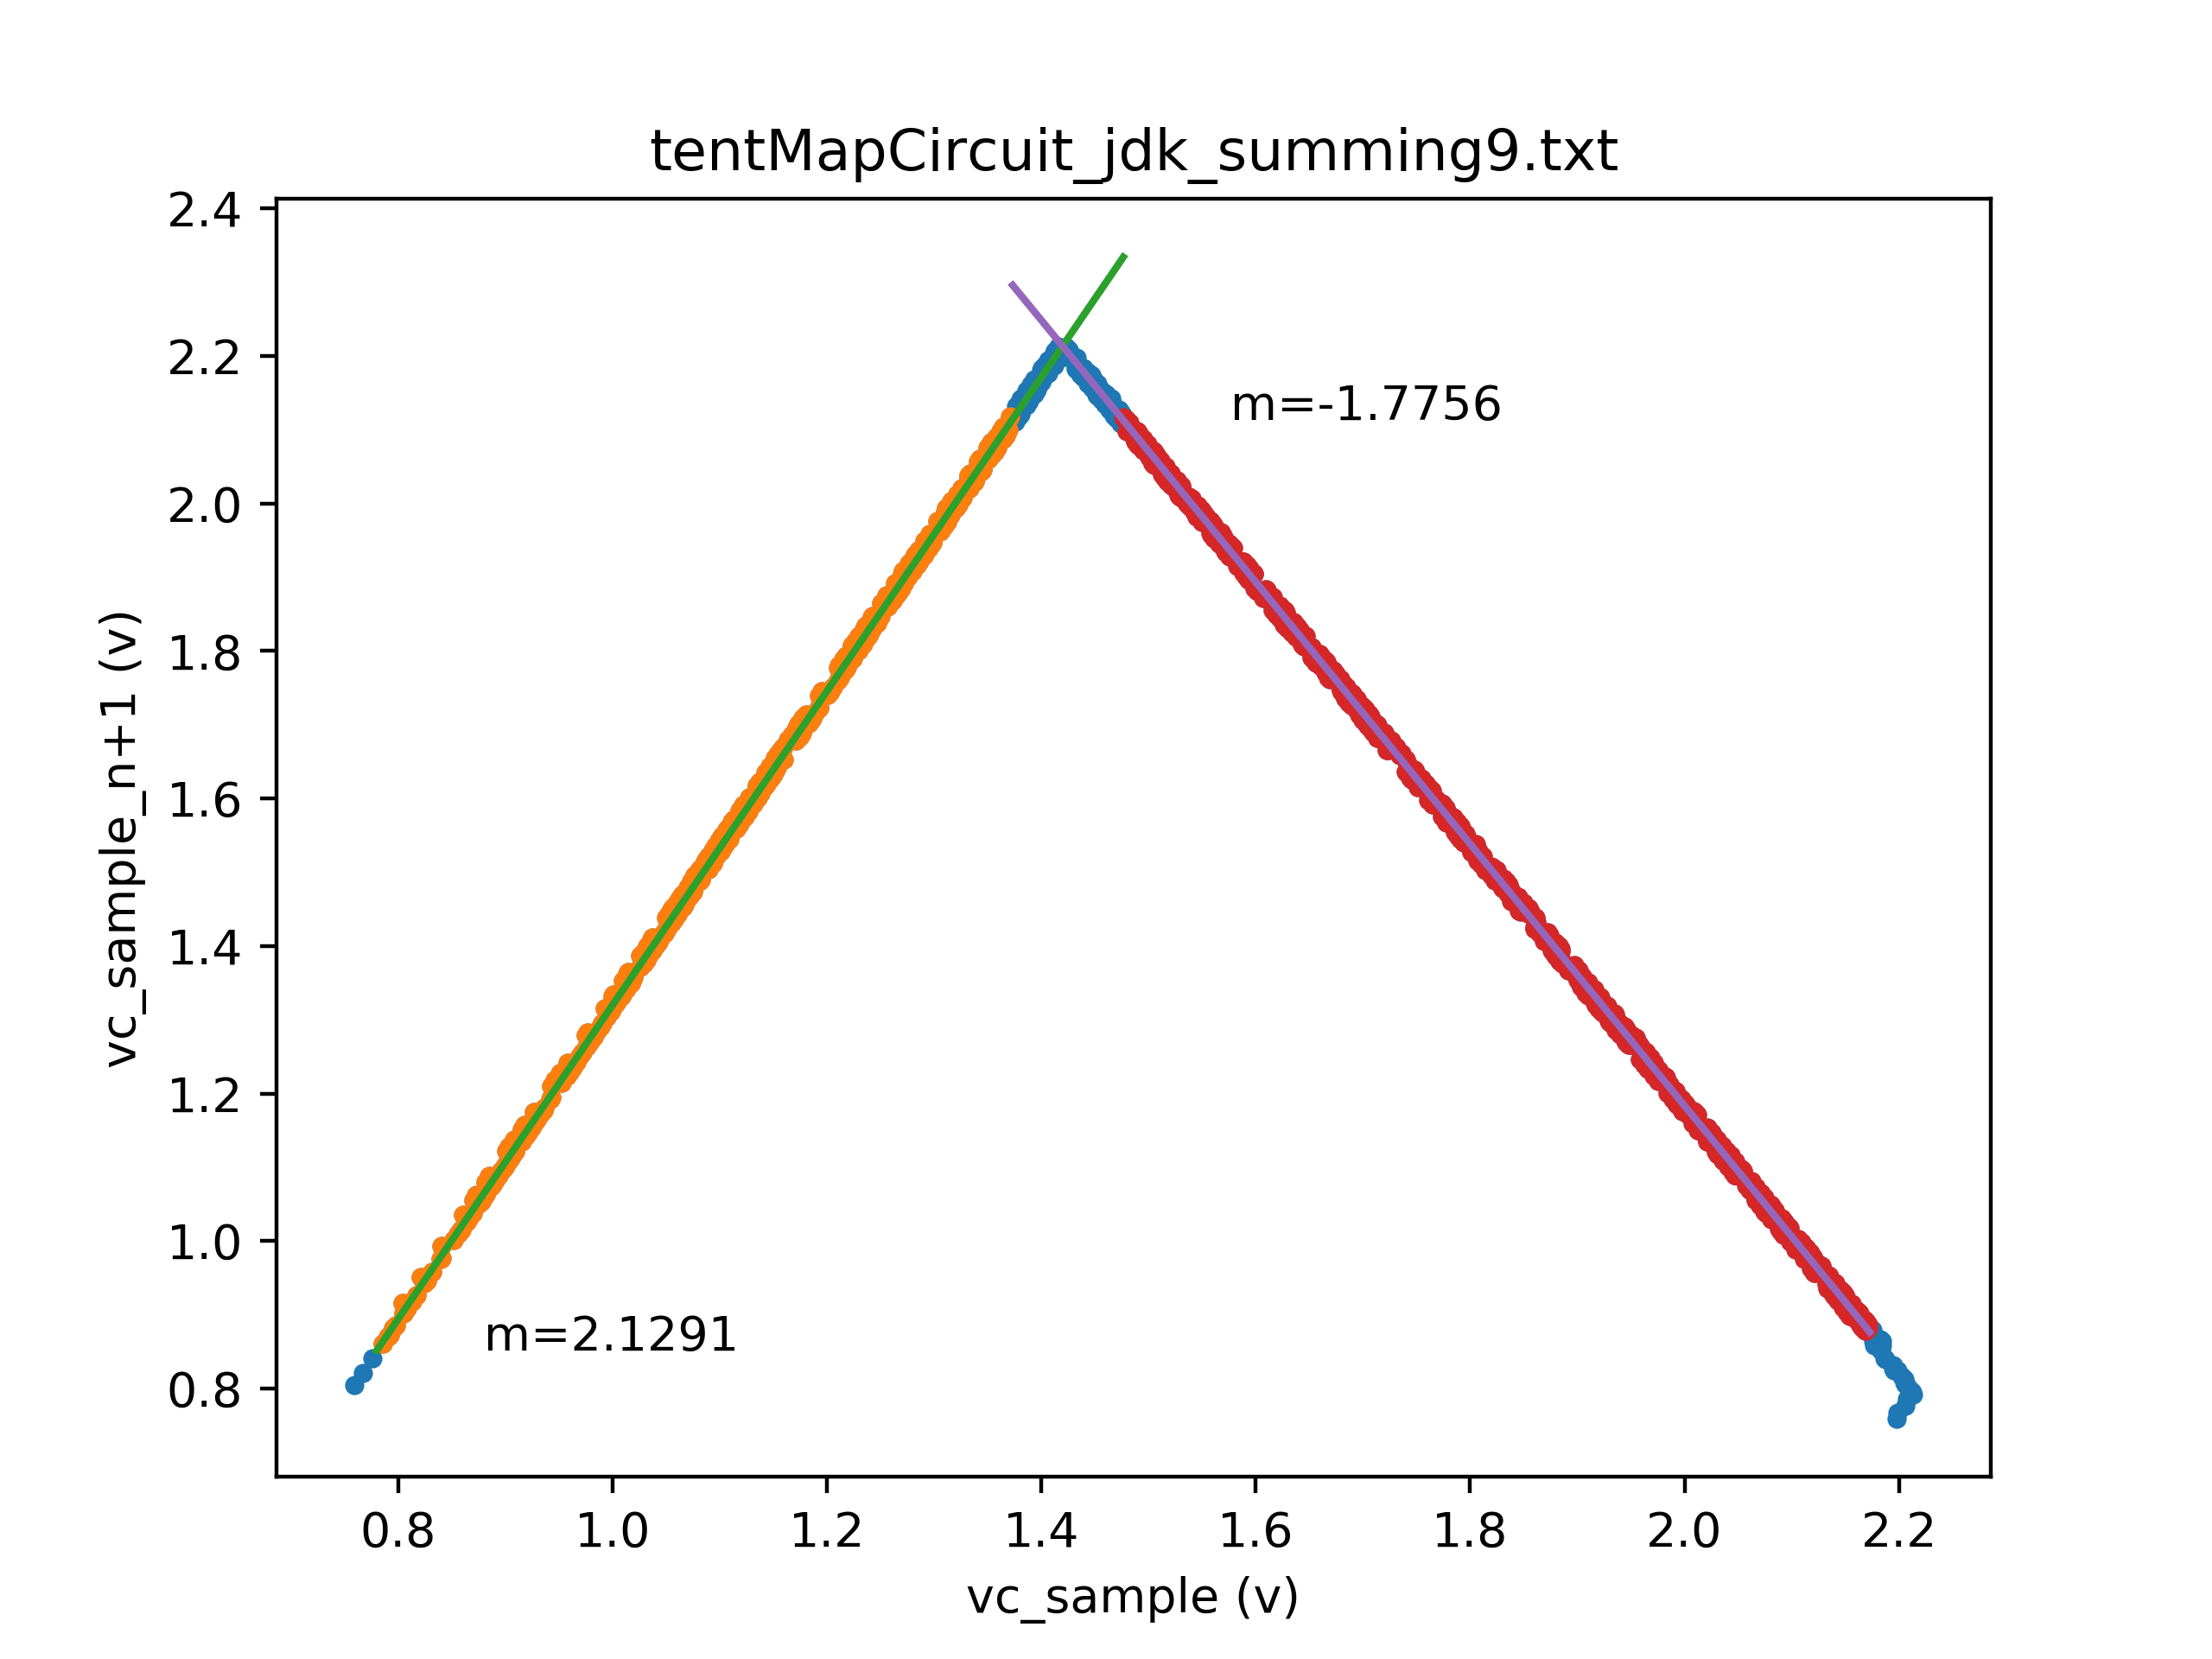 tentMapCircuit_jdk_summing9.txt
2.4
2.2
2.0
1.8
1.6
1.4
1.2
1.0
0.8
vc_sample_n+1 (v)
m=-1.7756
m=2.1291
0.8 1.0 1.2 1.4 1.6 1.8 2.0 2.2
vc_sample (v)